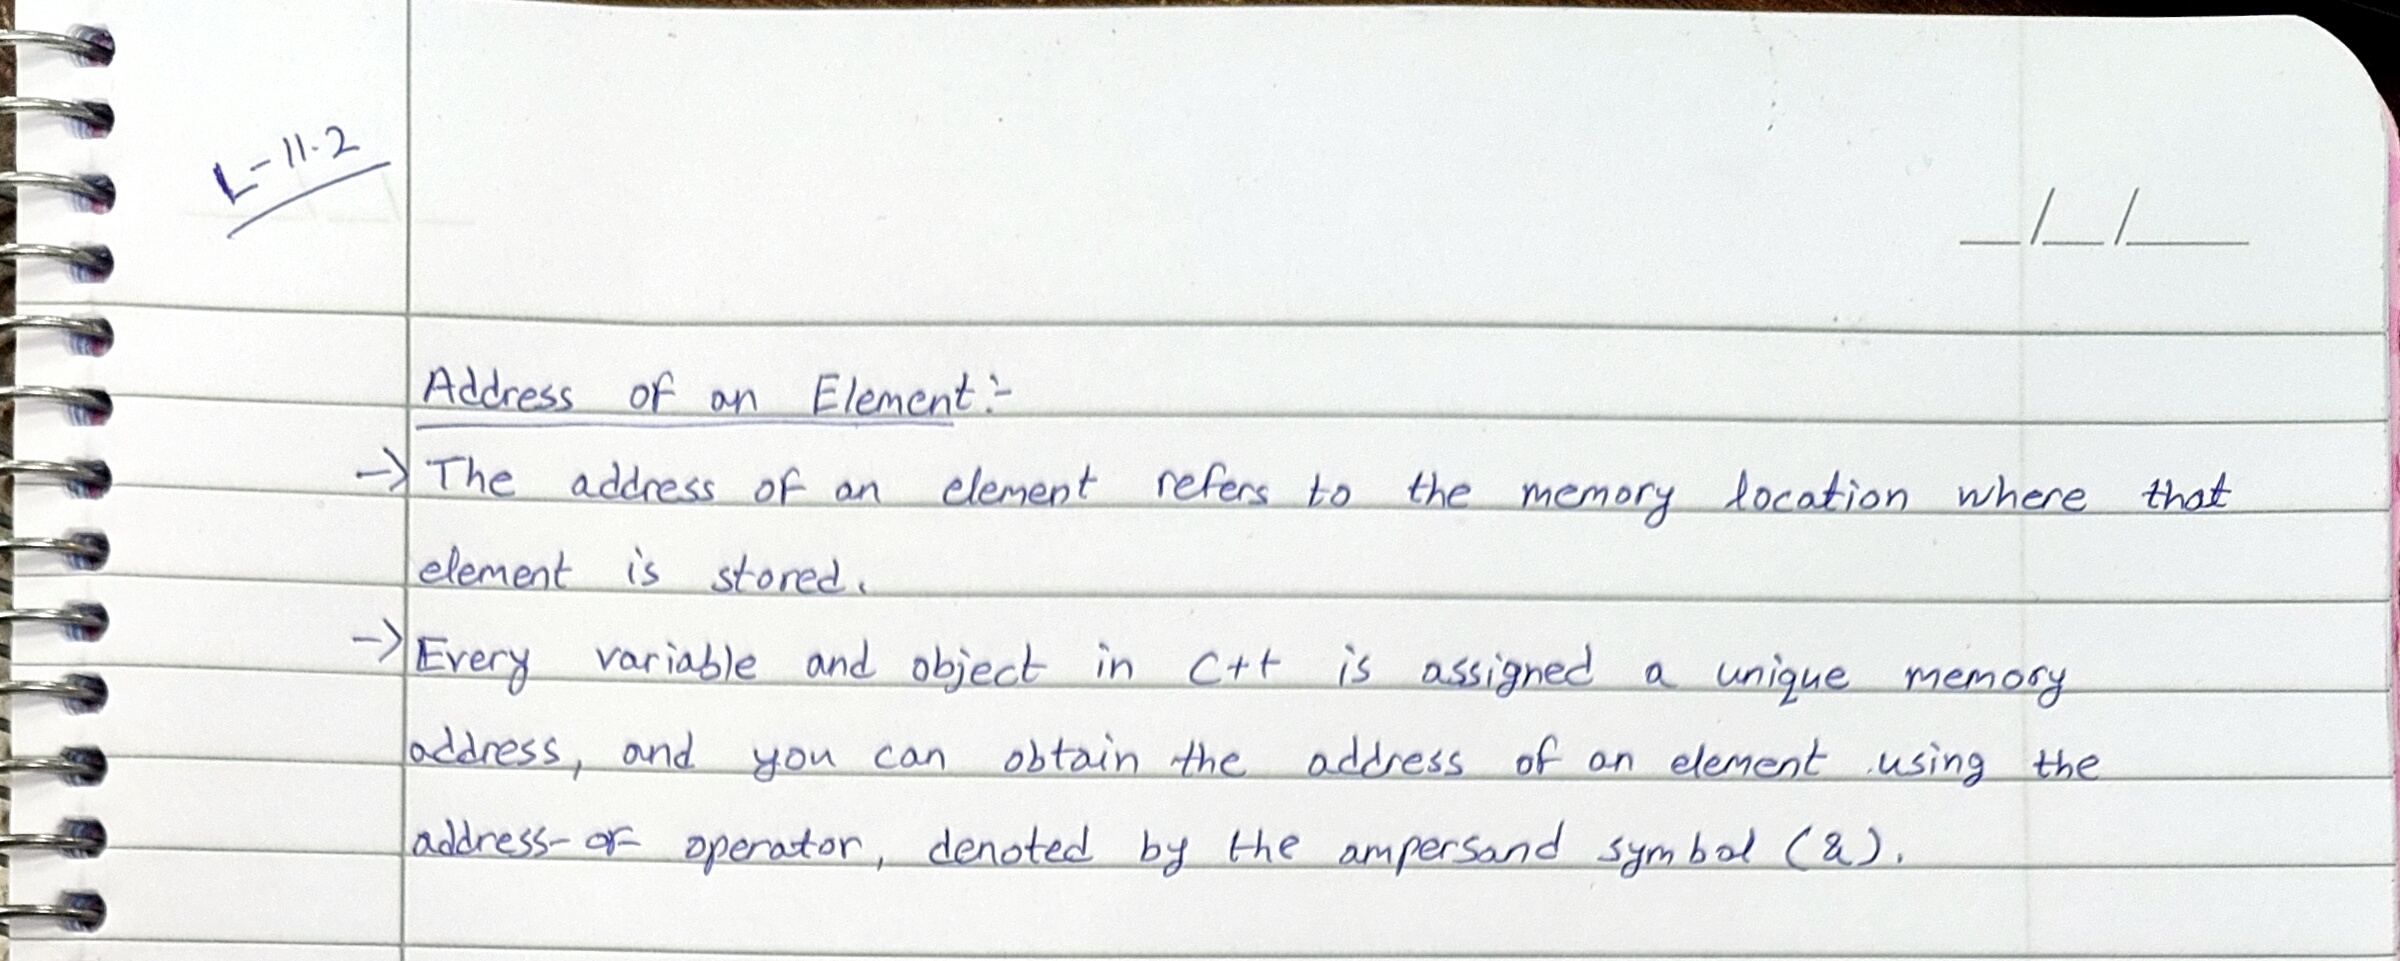 L-11.2
_/_/__
Address of an Element:-
→ The address of an element refers to the memory location where that
element is stored.
→ Every variable and object in C++ is assigned a unique memory
address, and you can obtain the address of an element using the
address-of operator, denoted by the ampersand symbol (&).